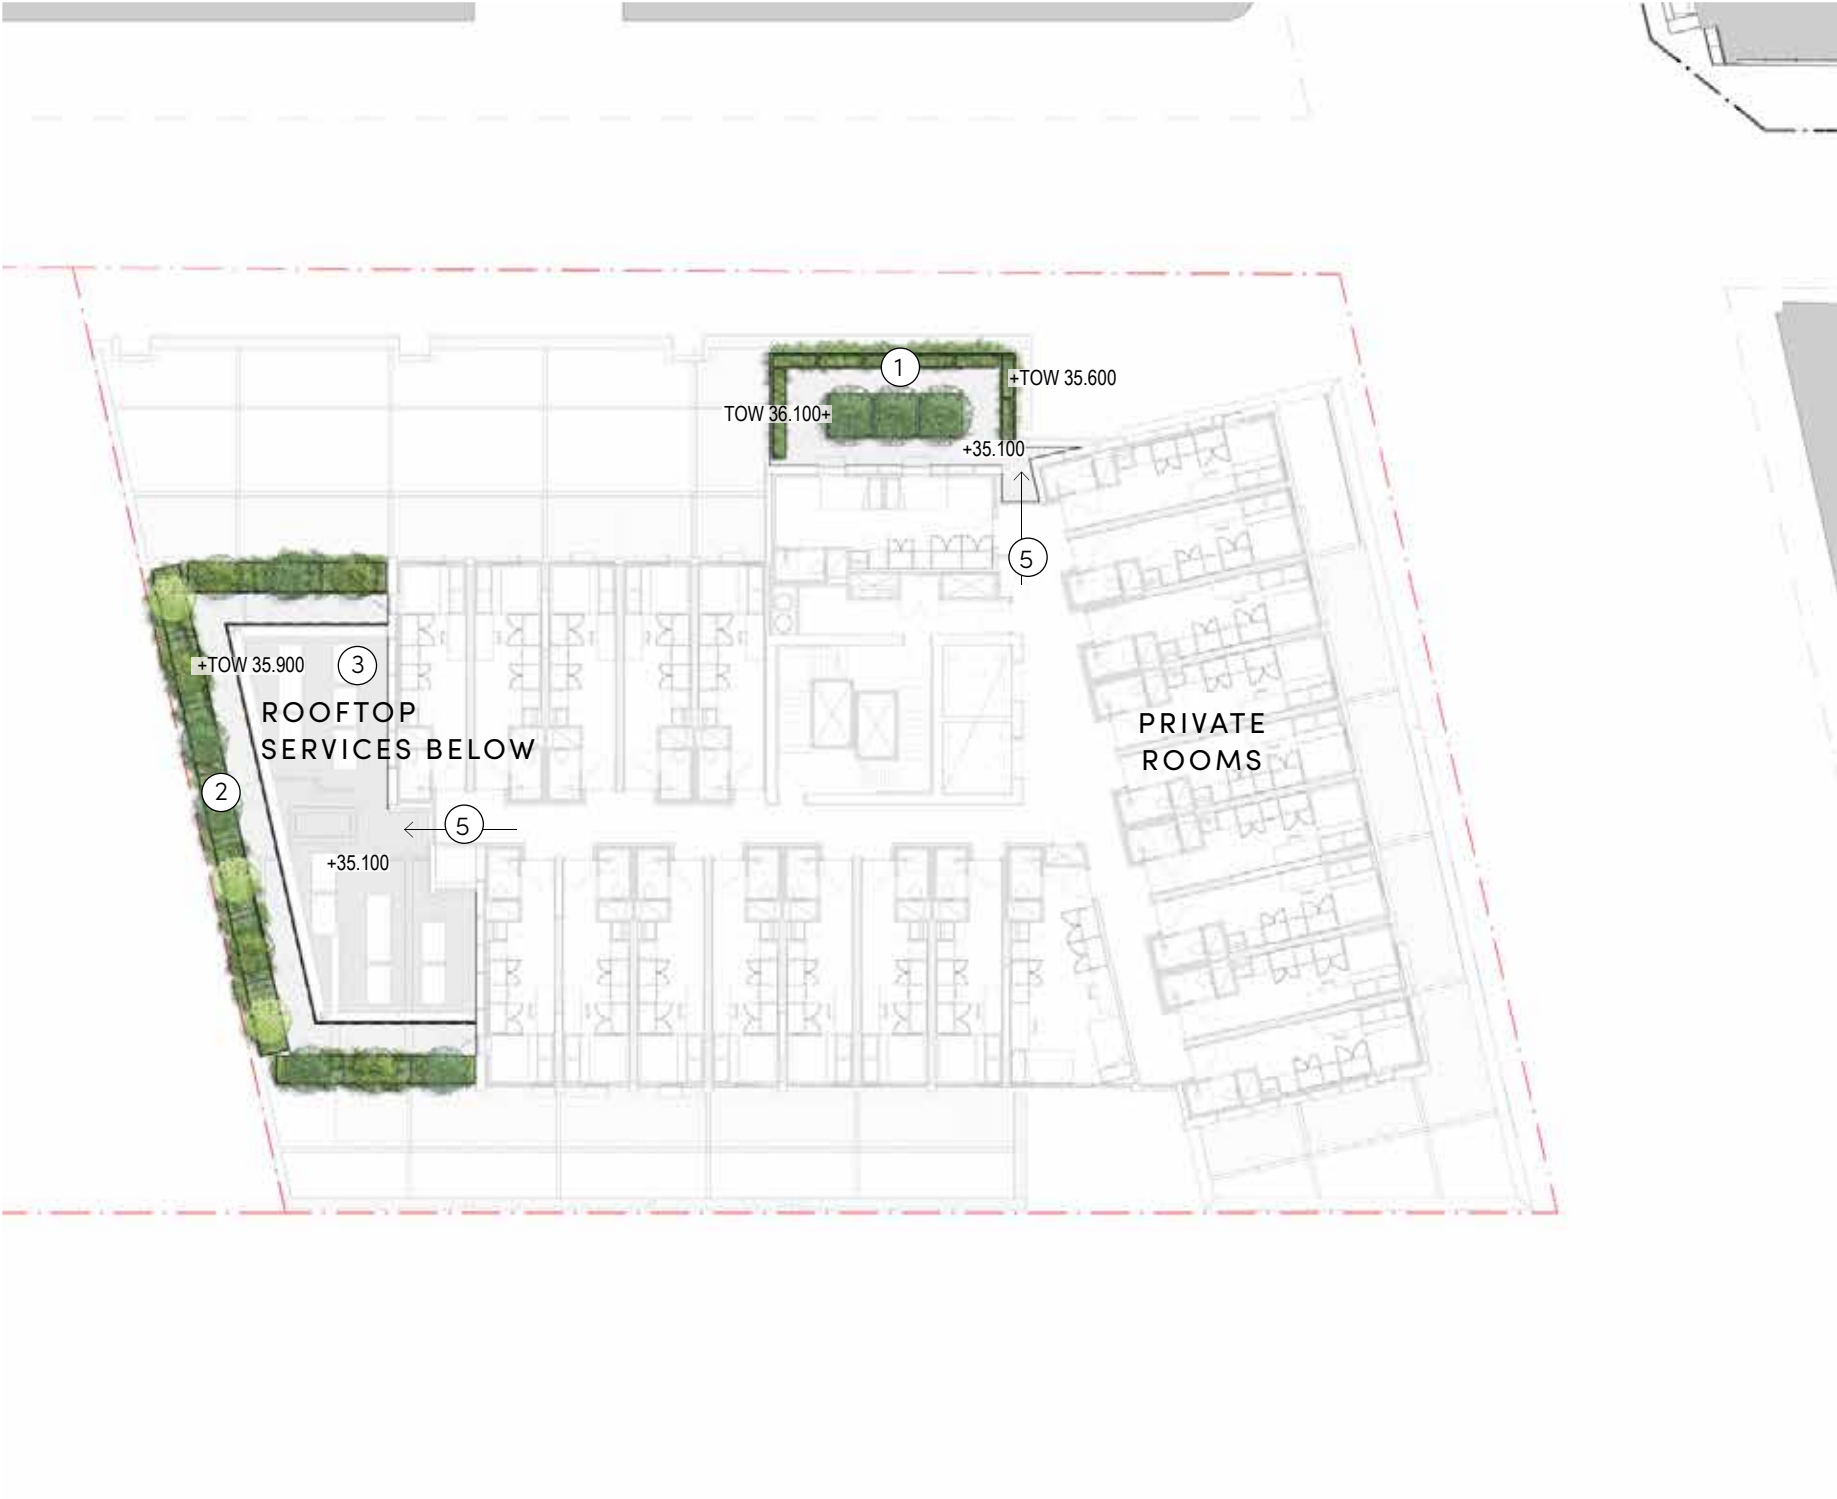 1
+TOW 35.600
TOW 36.100+
+35.100
5
+TOW 35.900
3
ROOFTOP
SERVICES BELOW
PRIVATE
ROOMS
2
5
+35.100